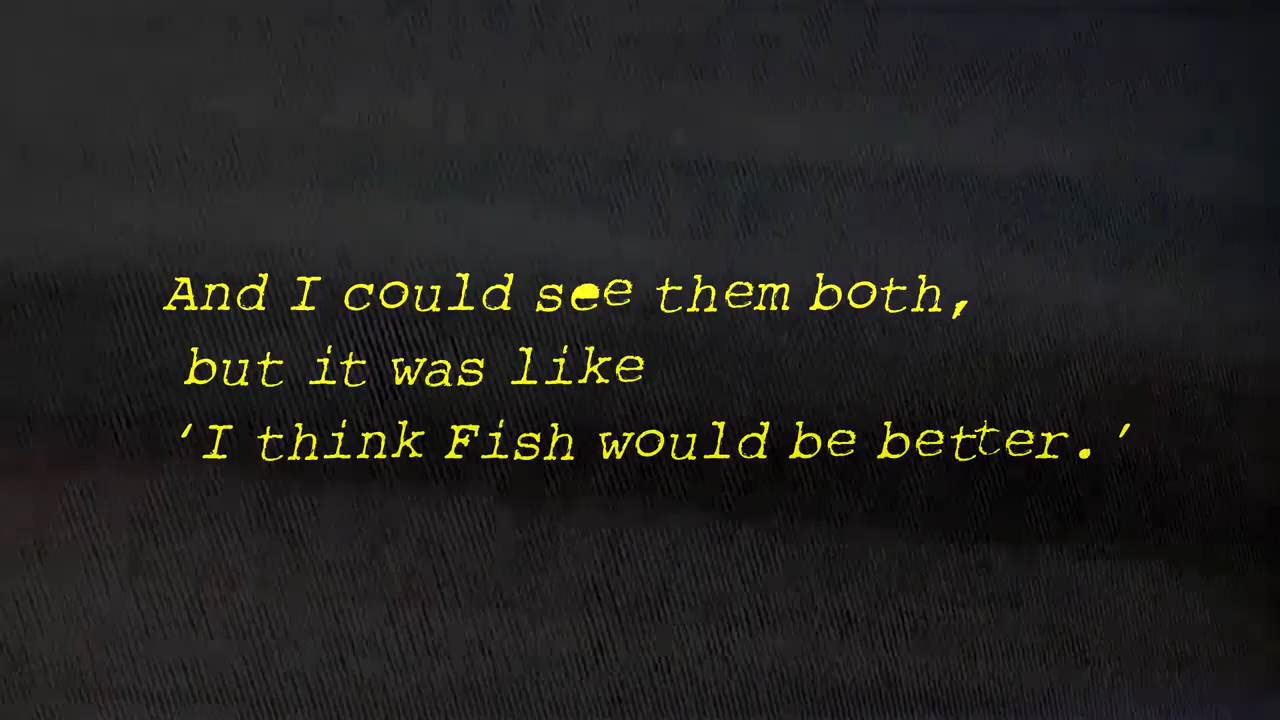 And I could see them both,
but it was like
‘I think Fish would be better.’